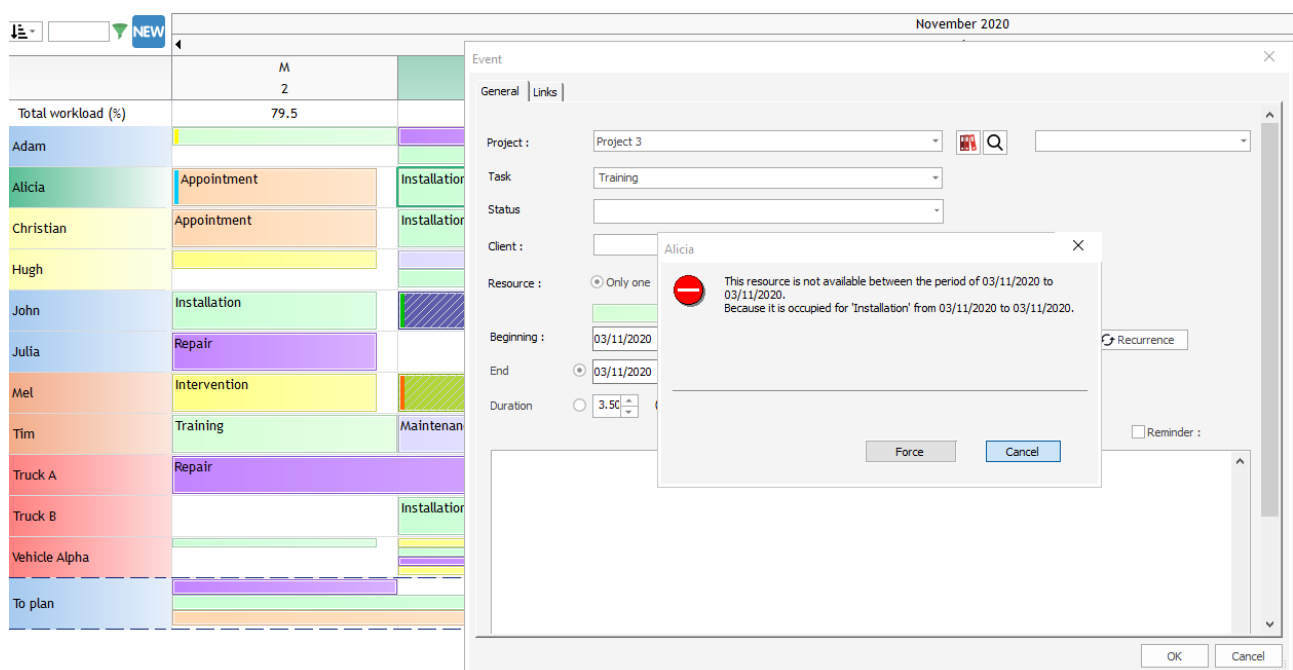 NEW
November 2020
M
2
Total workload (%)
79.5
Adam
Alicia
Appointment
Installation
Christian
Appointment
Installation
Hugh
John
Installation
Julia
Repair
Mel
Intervention
Tim
Training
Maintenan
Truck A
Repair
Truck B
Installation
Vehicle Alpha
To plan
Event
General
Links
Project :
Project 3
Task
Training
Status
Client :
Resource :
Only one
Beginning :
03/11/2020
Recurrence
End
03/11/2020
Duration
3.50
Reminder :
Alicia
This resource is not available between the period of 03/11/2020 to
03/11/2020.
Because it is occupied for 'Installation' from 03/11/2020 to 03/11/2020.
Force
Cancel
OK
Cancel